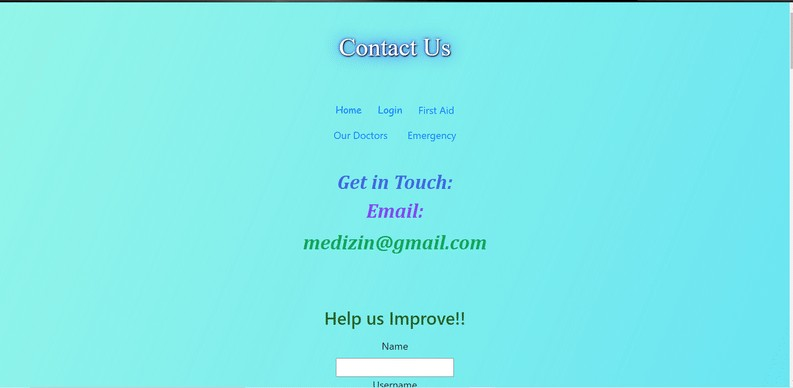 Contact Us
Home Login First Aid
Our Doctors Emergency
Get in Touch:
Email:
medizin@gmail.com
Help us Improve!!
Name
Username